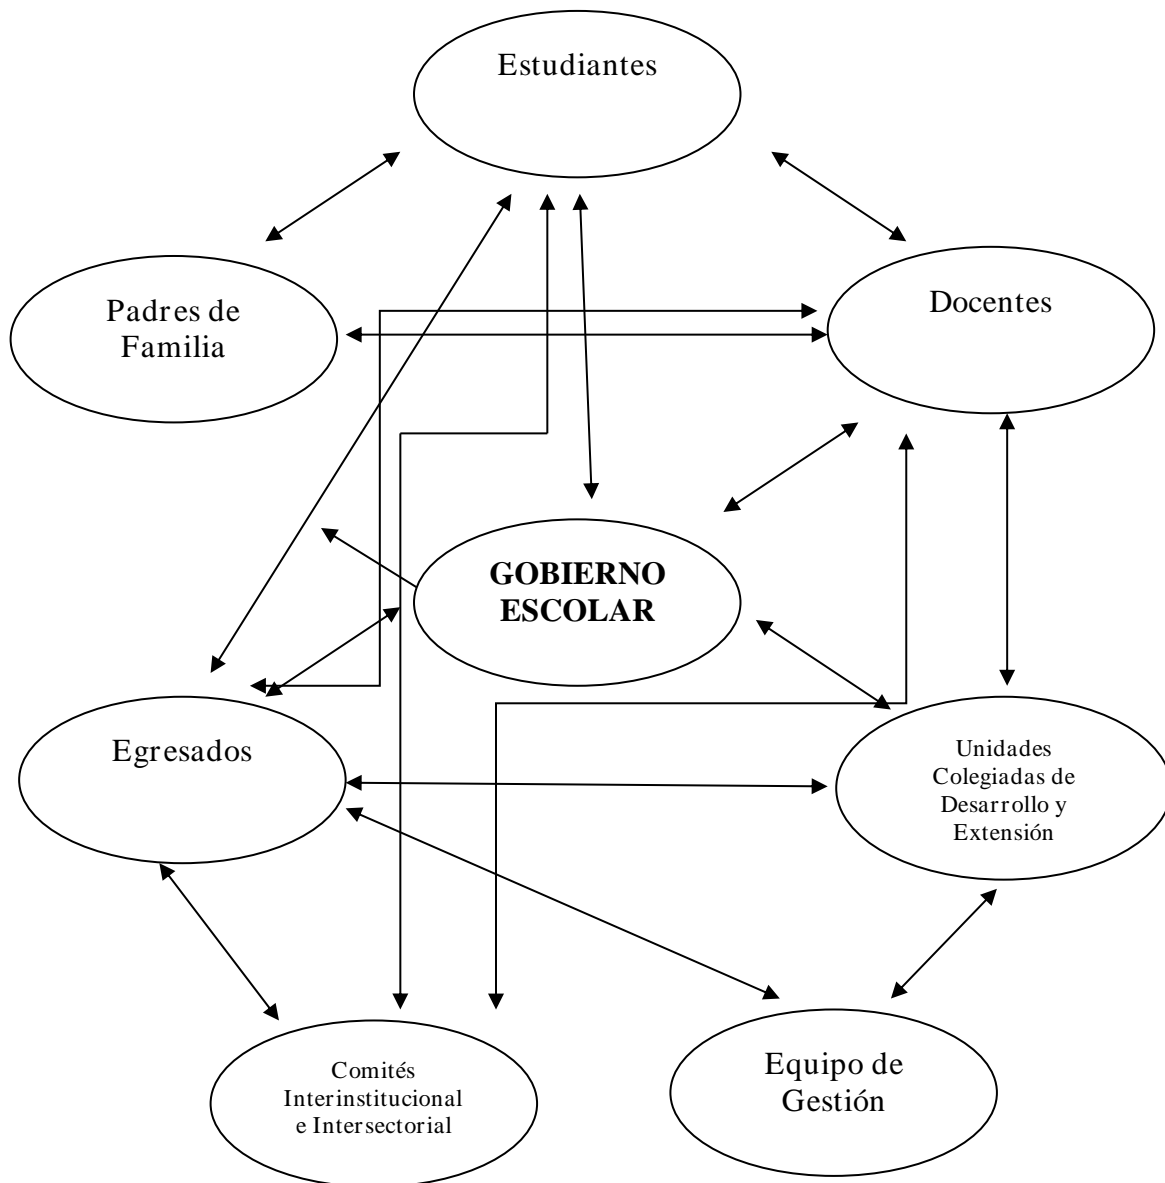 Estudiantes
Padres de
Familia
Docentes
GOBIERNO
ESCOLAR
Egresados
Unidades
Colegiadas de
Desarrollo y
Extensión
Comités
Interinstitucional
e Intersectorial
Equipo de
Gestión